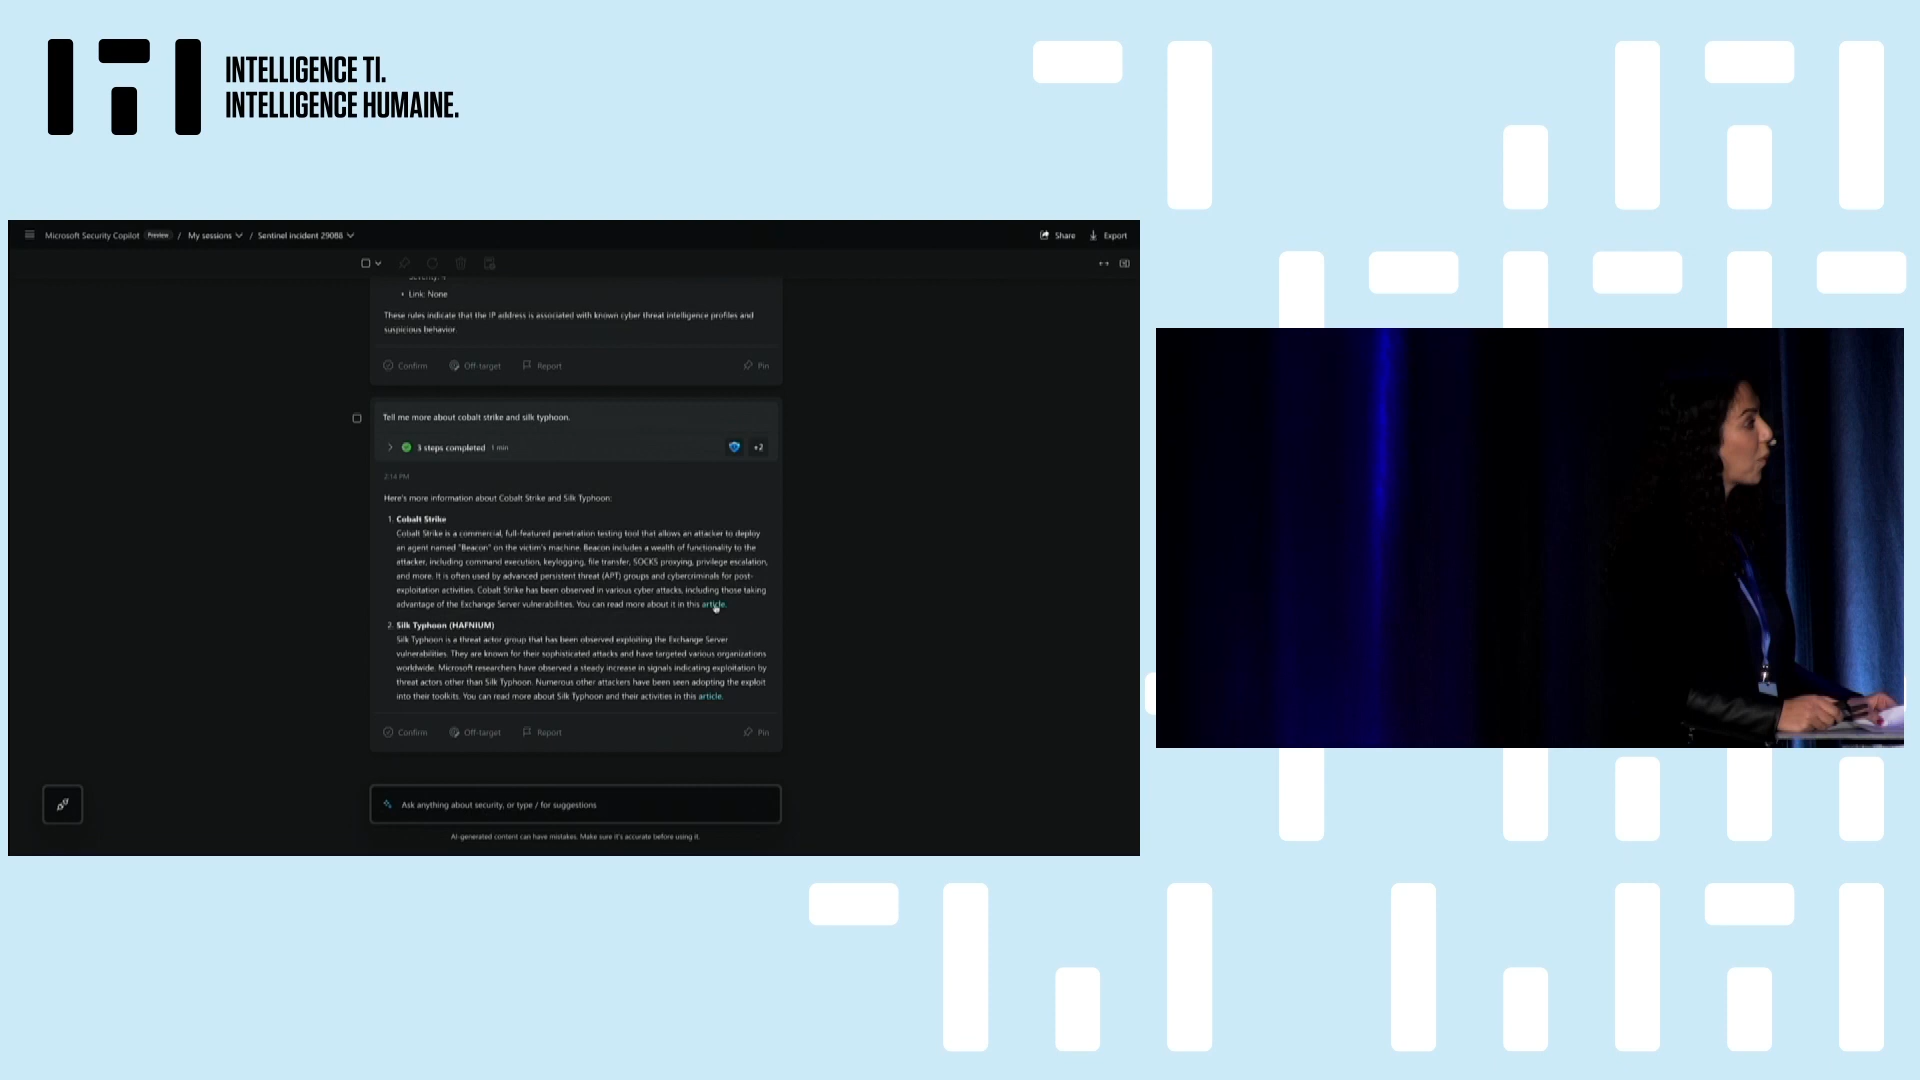 INTELLIGENCE TI.
INTELLIGENCE HUMAINE.
Microsoft Security Copilot Preview / My sessions / Sentinel incident 29088
Share Export
Severity: 4
• Link: None
These rules indicate that the IP address is associated with known cyber threat intelligence profiles and
suspicious behavior.
Confirm Off-target Report Pin
Tell me more about cobalt strike and silk typhoon.
3 steps completed 1 min +2
2:14 PM
Here's more information about Cobalt Strike and Silk Typhoon:
1. Cobalt Strike
Cobalt Strike is a commercial, full-featured penetration testing tool that allows an attacker to deploy
an agent named "Beacon" on the victim's machine. Beacon includes a wealth of functionality to the
attacker, including command execution, keylogging, file transfer, SOCKS proxying, privilege escalation,
and more. It is often used by advanced persistent threat (APT) groups and cybercriminals for post-
exploitation activities. Cobalt Strike has been observed in various cyber attacks, including those taking
advantage of the Exchange Server vulnerabilities. You can read more about it in this article.
2. Silk Typhoon (HAFNIUM)
Silk Typhoon is a threat actor group that has been observed exploiting the Exchange Server
vulnerabilities. They are known for their sophisticated attacks and have targeted various organizations
worldwide. Microsoft researchers have observed a steady increase in signals indicating exploitation by
threat actors other than Silk Typhoon. Numerous other attackers have been seen adopting the exploit
into their toolkits. You can read more about Silk Typhoon and their activities in this article.
Confirm Off-target Report Pin
Ask anything about security, or type / for suggestions
AI-generated content can have mistakes. Make sure it's accurate before using it.